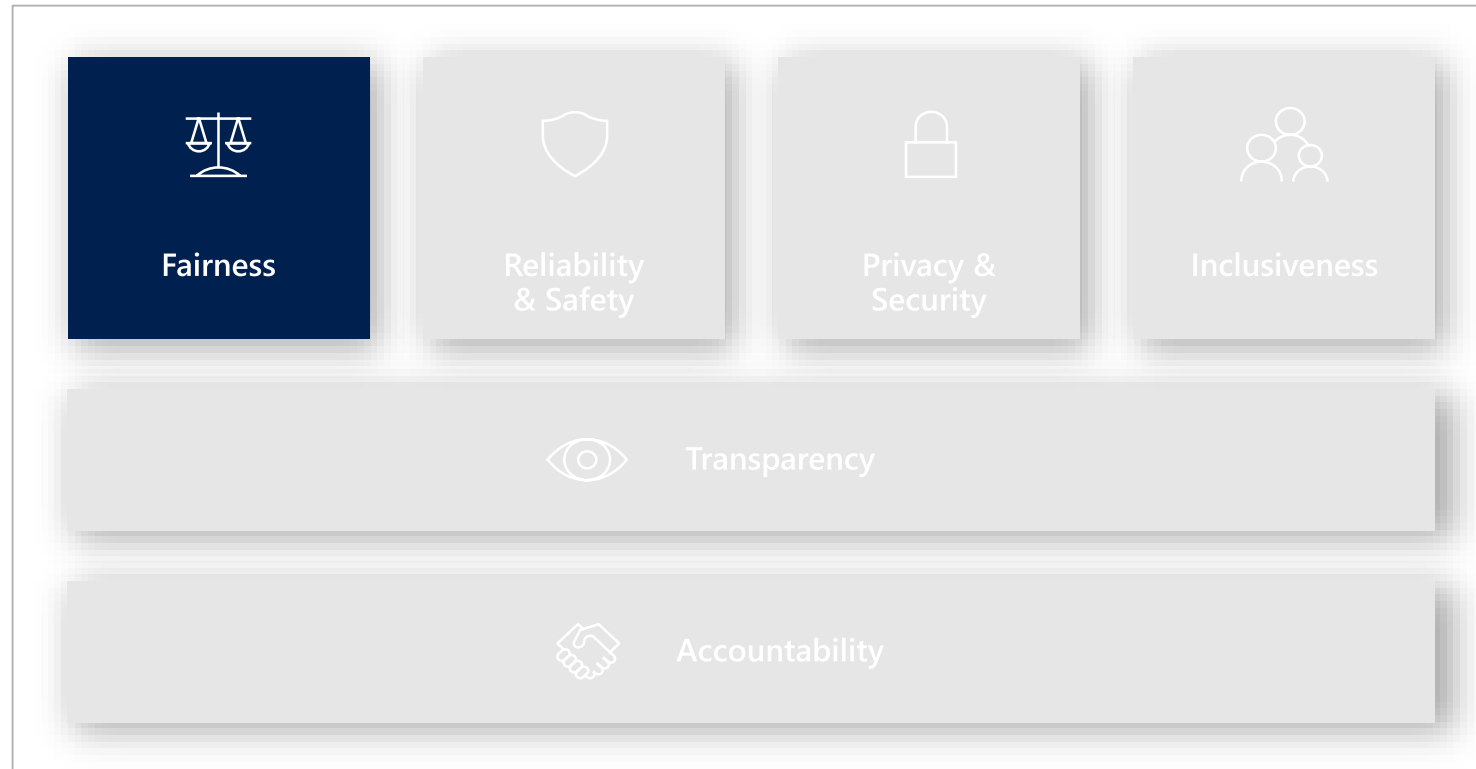 Fairness
Reliability
& Safety
Privacy &
Security
Inclusiveness
Transparency
Accountability